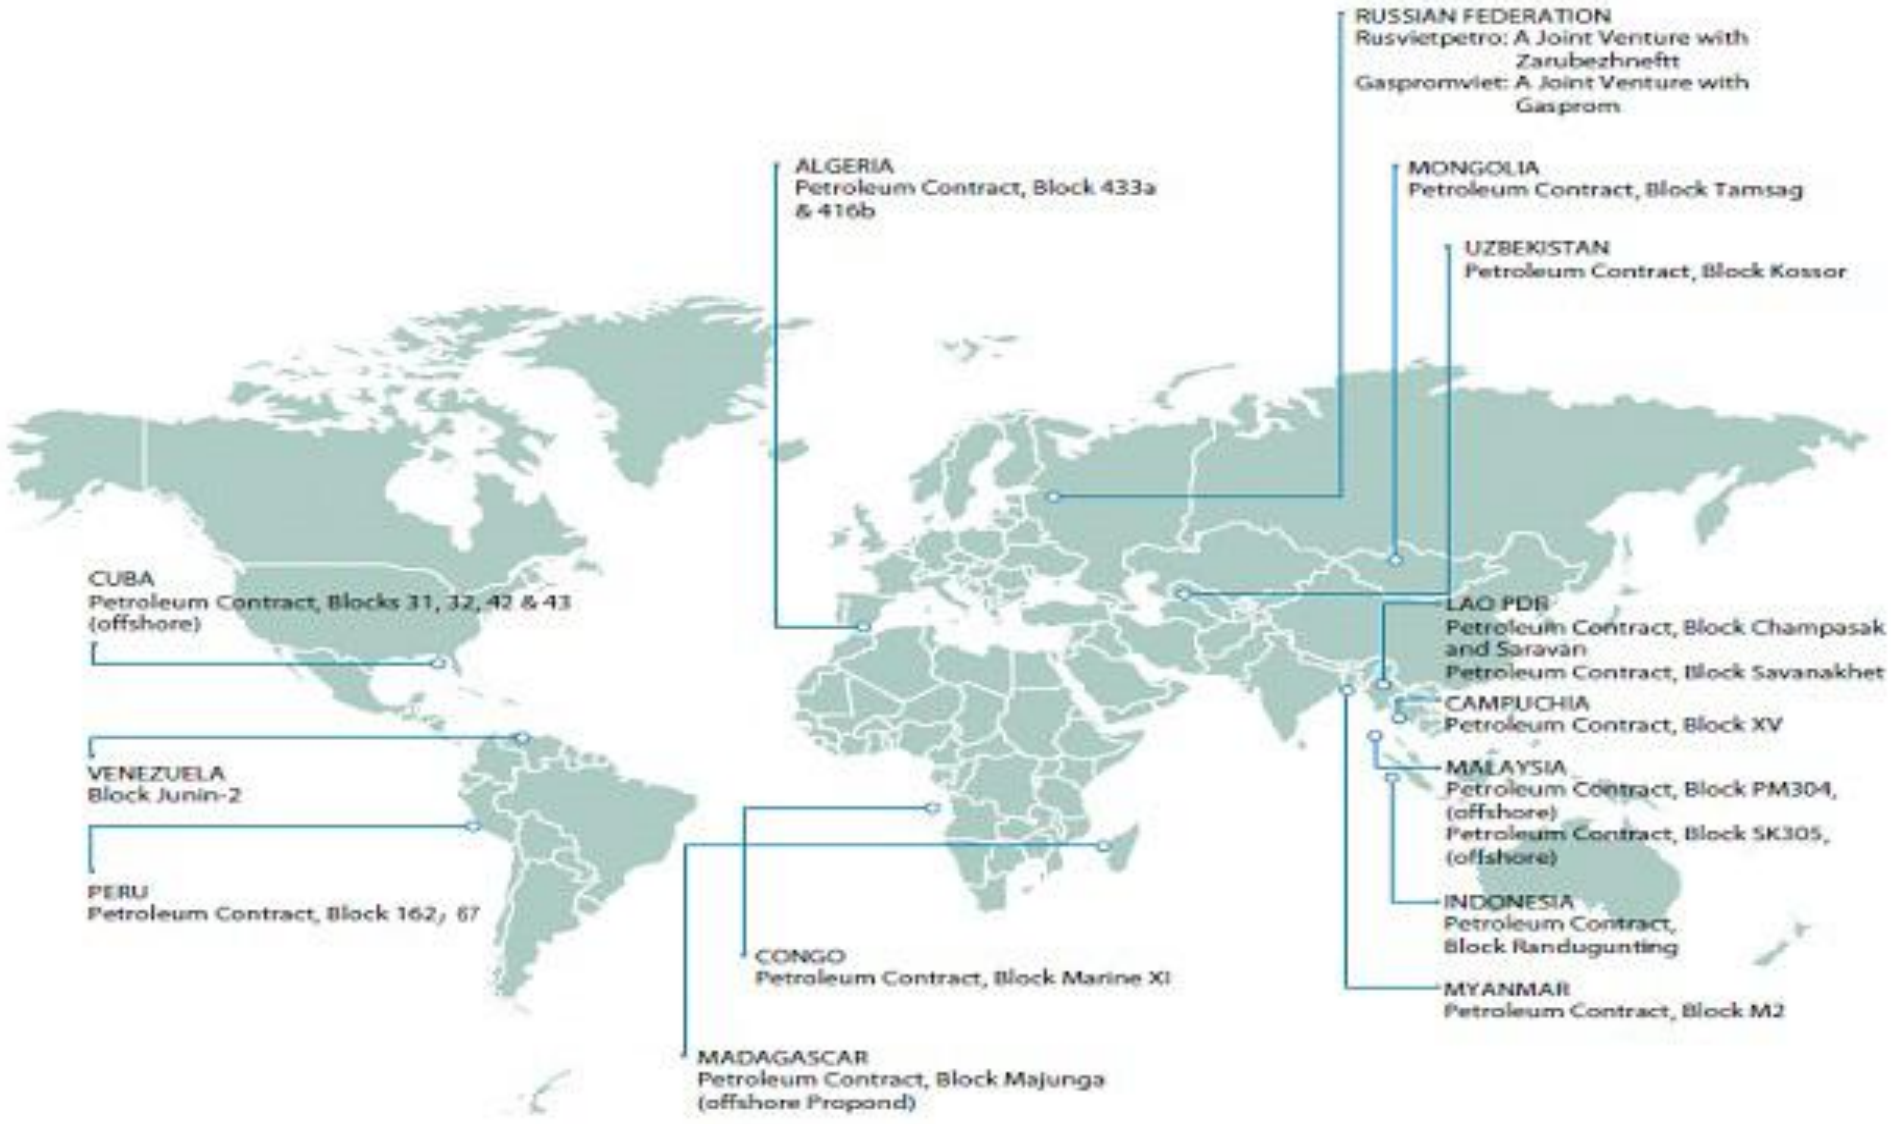 RUSSIAN FEDERATION
Rusvietpetro: A Joint Venture with
Zarubezhneftt
Gaspromviet: A Joint Venture with
Gasprom
ALGERIA
Petroleum Contract, Block 433a
& 416b
MONGOLIA
Petroleum Contract, Block Tamsag
UZBEKISTAN
Petroleum Contract, Block Kossor
CUBA
Petroleum Contract, Blocks 31, 32, 42 & 43
(offshore)
LAO PDR
Petroleum Contract, Block Champasak
and Saravan
Petroleum Contract, Block Savanakhet
CAMPUCHIA
Petroleum Contract, Block XV
VENEZUELA
Block Junin-2
MALAYSIA
Petroleum Contract, Block PM304,
(offshore)
Petroleum Contract, Block SK305,
(offshore)
PERU
Petroleum Contract, Block 162, 67
INDONESIA
Petroleum Contract,
Block Randugunting
CONGO
Petroleum Contract, Block Marine XI
MYANMAR
Petroleum Contract, Block M2
MADAGASCAR
Petroleum Contract, Block Majunga
(offshore Propond)